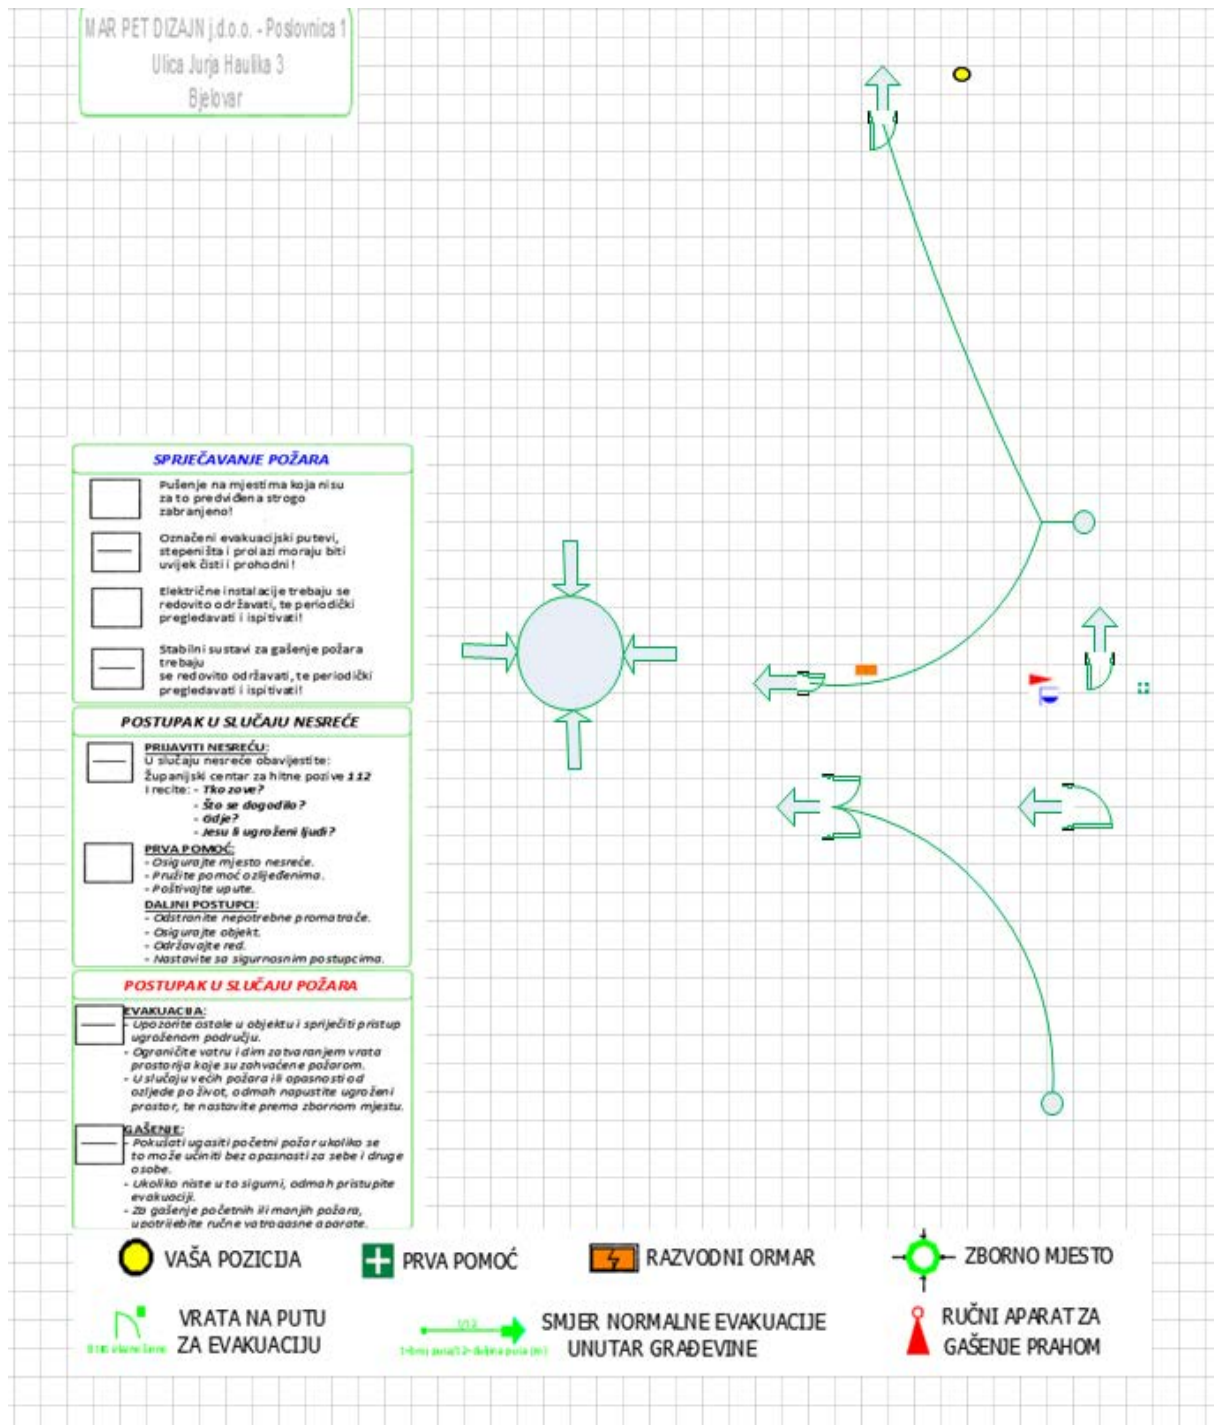 MAR PET DIZAJN j.d.o.o. - Poslovnica 1
Ulica Jurja Haulika 3
Bjelovar
SPRJEČAVANJE POŽARA
Pušenje na mjestima koja nisu
za to predviđena strogo
zabranjeno!
Označeni evakuacijski putevi,
stepeništa i prolazi moraju biti
uvijek čisti i prohodni!
Električne instalacije trebaju se
redovito održavati, te periodički
pregledavati i ispitivati!
Stabilni sustavi za gašenje požara
trebaju
se redovito održavati, te periodički
pregledavati i ispitivati!
POSTUPAK U SLUČAJU NESREĆE
PRIJAVITI NESREĆU:
U slučaju nesreće obavijestite:
Županijski centar za hitne pozive 112
I recite: - Tko zove?
- Što se dogodilo?
- Gdje?
- Jesu li ugroženi ljudi?
PRVA POMOĆ:
- Osigurajte mjesto nesreće.
- Pružite pomoć ozlijeđenima.
- Poštivajte upute.
DALJNI POSTUPCI:
- Odstranite nepotrebne promatrače.
- Osigurajte objekt.
- Održavajte red.
- Nastavite sa sigurnosnim postupcima.
POSTUPAK U SLUČAJU POŽARA
EVAKUACIJA:
- Upozorite ostale u objektu i spriječiti pristup
ugroženom području.
- Ograničite vatru i dim zatvaranjem vrata
prostorija koje su zahvaćene požarom.
- U slučaju većih požara ili opasnosti od
ozljede po život, odmah napustite ugroženi
prostor, te nastavite prema zbornom mjestu.
GAŠENJE:
- Pokušati ugasiti početni požar ukoliko se
to može učiniti bez opasnosti za sebe i druge
osobe.
- Ukoliko niste u to sigurni, odmah pristupite
evakuaciji.
- Za gašenje početnih ili manjih požara,
upotrijebite ručne vatrogasne aparate.
VAŠA POZICIJA
PRVA POMOĆ
RAZVODNI ORMAR
ZBORNO MJESTO
VRATA NA PUTU
ZA EVAKUACIJU
SMJER NORMALNE EVAKUACIJE
UNUTAR GRAĐEVINE
RUČNI APARAT ZA
GAŠENJE PRAHOM